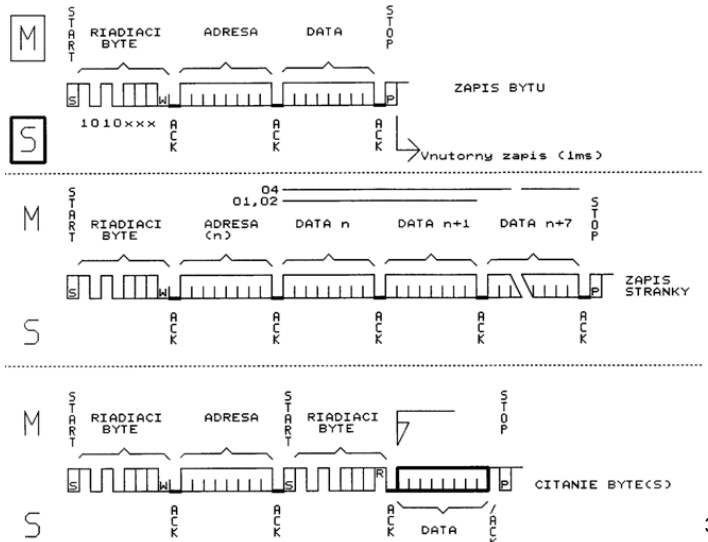 M
START
RIADIACI
BYTE
ADRESA
DATA
STOP
S
W
P
ZAPIS BYTU
S
1010xxx
ACK
ACK
ACK
Vnutorny zapis (1ms)
04
01,02
M
START
RIADIACI
BYTE
ADRESA
(n)
DATA n
DATA n+1
DATA n+7
STOP
S
W
P
ZAPIS
STRANKY
S
ACK
ACK
ACK
ACK
ACK
M
START
RIADIACI
BYTE
ADRESA
START
RIADIACI
BYTE
STOP
S
W
S
R
P
CITANIE BYTE(S)
S
ACK
ACK
ACK
DATA
/ACK